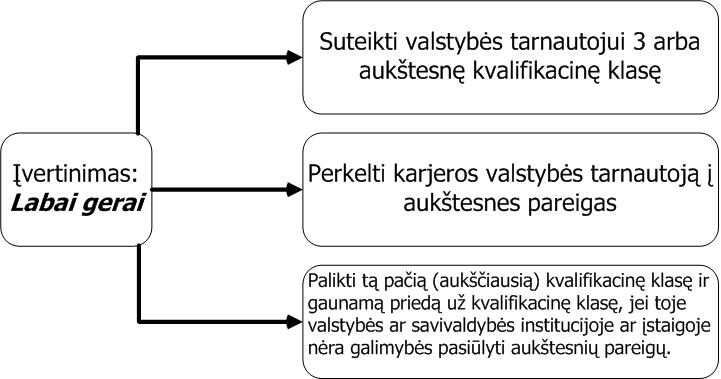 Įvertinimas:
Labai gerai
Suteikti valstybės tarnautojui 3 arba
aukštesnę kvalifikacinę klasę
Perkelti karjeros valstybės tarnautoją į
aukštesnes pareigas
Palikti tą pačią (aukščiausią) kvalifikacinę klasę ir
gaunamą priedą už kvalifikacinę klasę, jei toje
valstybės ar savivaldybės institucijoje ar įstaigoje
nėra galimybės pasiūlyti aukštesnių pareigų.